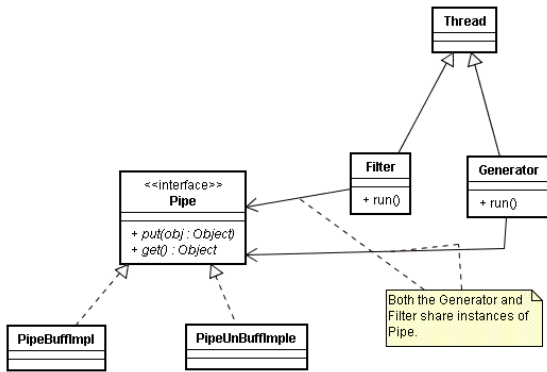 Thread
Filter
+ run()
Generator
+ run()
<<interface>>
Pipe
+ put(obj : Object)
+ get() : Object
Both the Generator and
Filter share instances of
Pipe.
PipeBuffImpl
PipeUnBuffImple